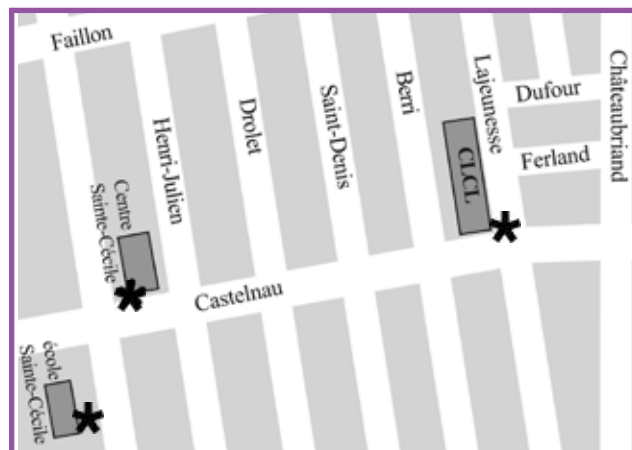 Faillon
Henri-Julien
Drolet
Saint-Denis
Berri
Lajeunesse
Châteaubriand
Dufour
Ferland
CLCL
Centre
Sainte-Cécile
Castelnau
école
Sainte-Cécile